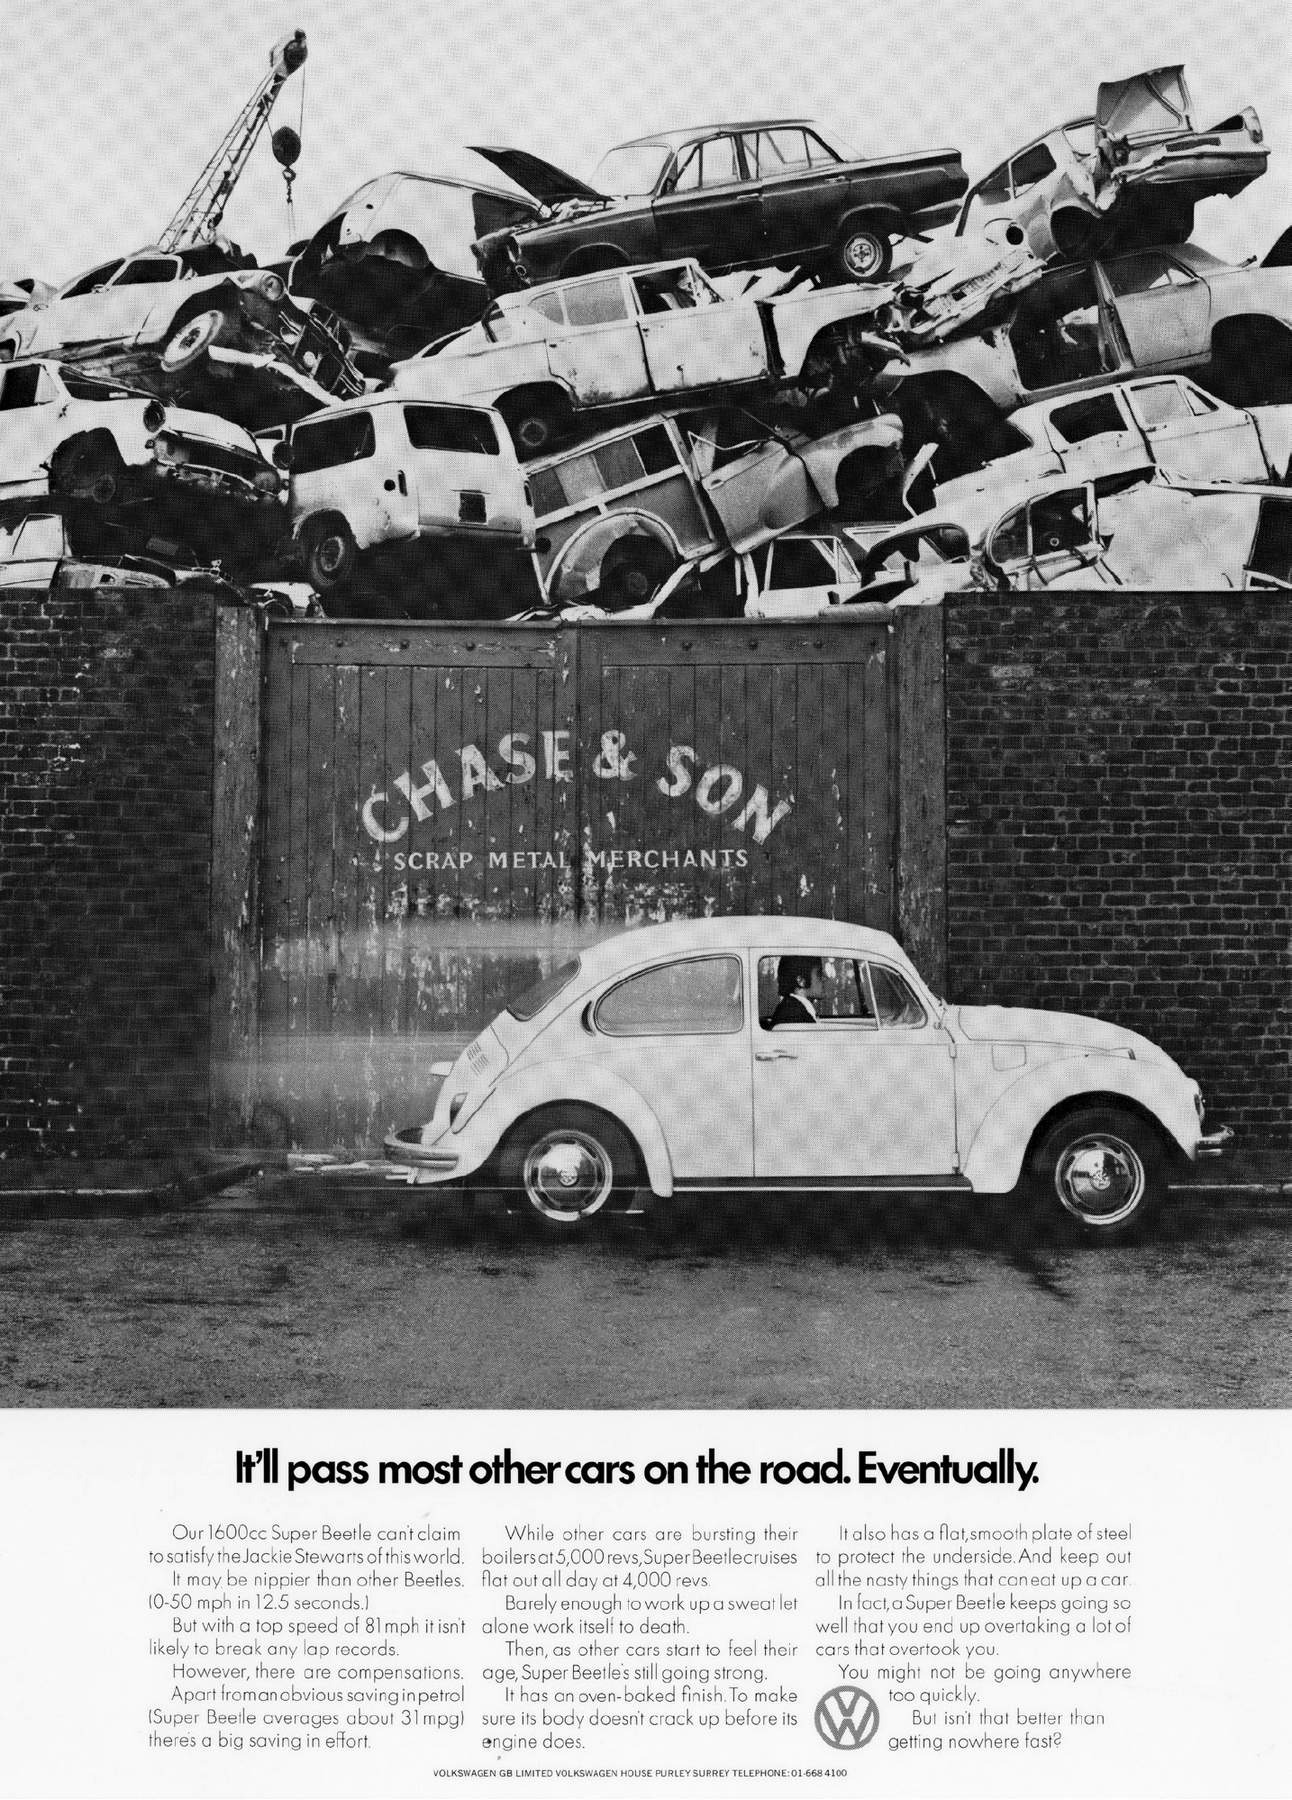 CHASE & SON
SCRAP METAL MERCHANTS
It'll pass most other cars on the road. Eventually.
Our 1600cc Super Beetle can't claim
to satisfy the Jackie Stewarts of this world.
It may be nippier than other Beetles.
(0-50 mph in 12.5 seconds.)
But with a top speed of 81 mph it isn't
likely to break any lap records.
However, there are compensations.
Apart from an obvious saving in petrol
(Super Beetle averages about 31 mpg)
there's a big saving in effort.
While other cars are bursting their
boilers at 5,000 revs, Super Beetle cruises
flat out all day at 4,000 revs.
Barely enough to work up a sweat let
alone work itself to death.
Then, as other cars start to feel their
age, Super Beetle's still going strong.
It has an oven-baked finish. To make
sure its body doesn't crack up before its
engine does.
It also has a flat, smooth plate of steel
to protect the underside. And keep out
all the nasty things that can eat up a car.
In fact, a Super Beetle keeps going so
well that you end up overtaking a lot of
cars that overtook you.
You might not be going anywhere
too quickly.
But isn't that better than
getting nowhere fast?
VW
VOLKSWAGEN GB LIMITED VOLKSWAGEN HOUSE PURLEY SURREY TELEPHONE: 01-668 4100